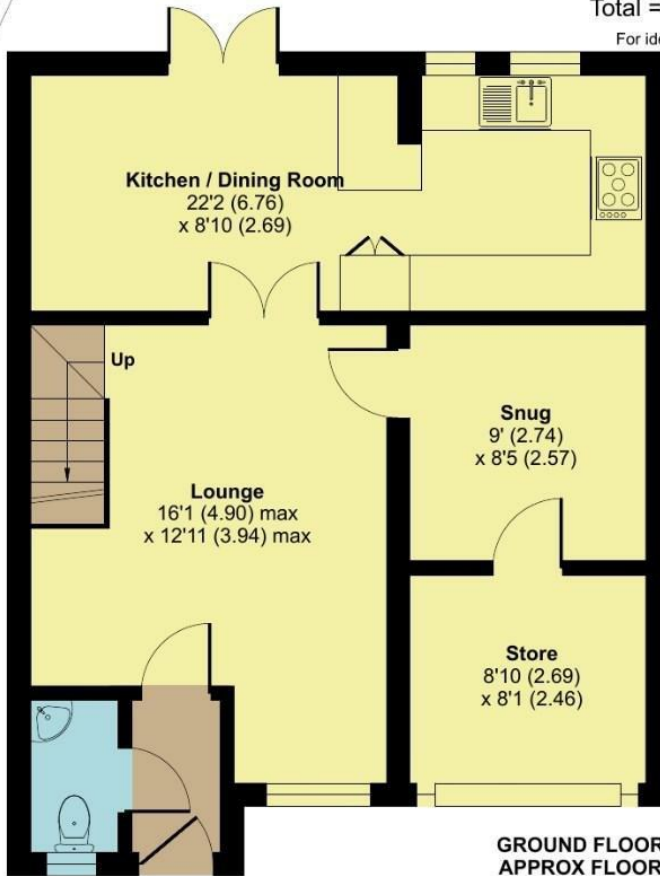 Total =
For ide
Kitchen / Dining Room
22'2 (6.76)
x 8'10 (2.69)
Up
Snug
9' (2.74)
x 8'5 (2.57)
Lounge
16'1 (4.90) max
x 12'11 (3.94) max
Store
8'10 (2.69)
x 8'1 (2.46)
GROUND FLOOR
APPROX FLOOR